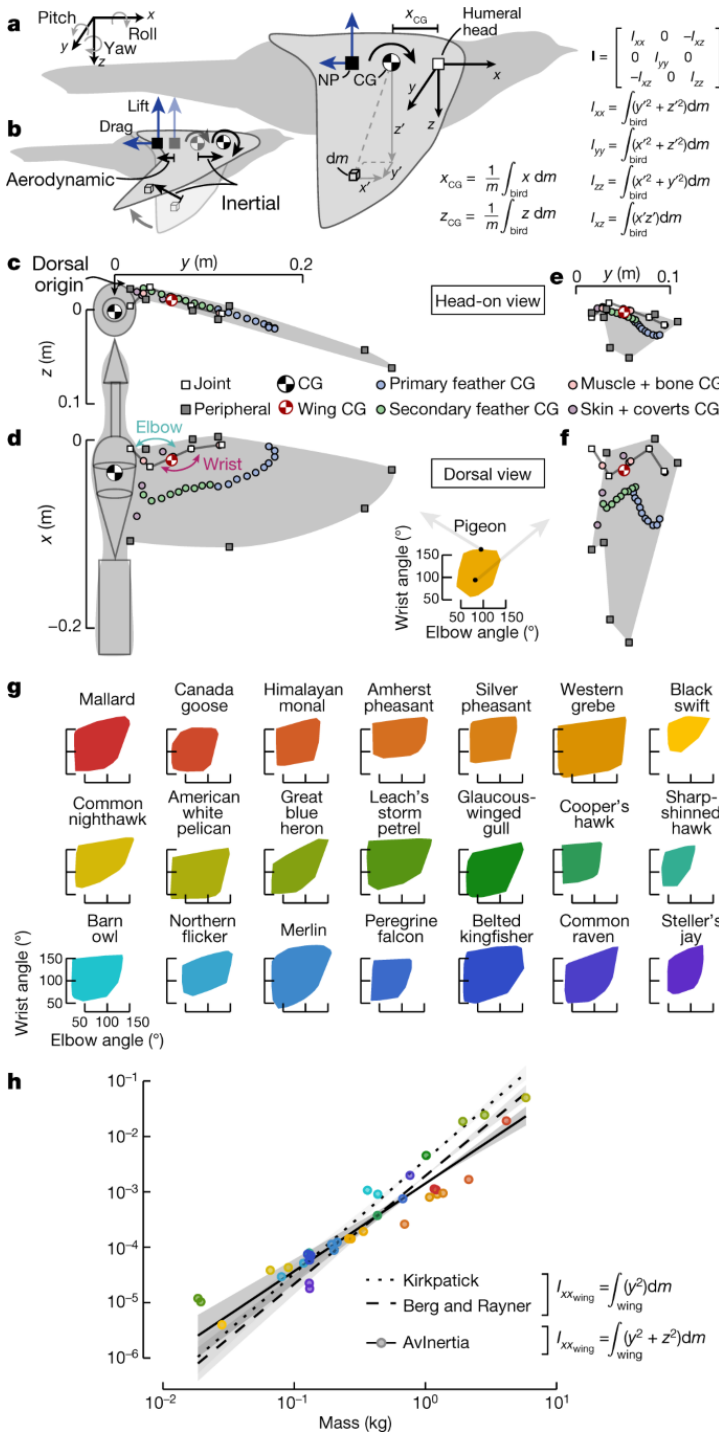 a
Pitch
x
Roll
y
Yaw
z
x_CG
Humeral
head
NP
CG
x
y
z
z′
dm
x′
y′
x_CG = 1/m ∫_bird x dm
z_CG = 1/m ∫_bird z dm
I = [ I_xx 0 −I_xz
0 I_yy 0
−I_xz 0 I_zz ]
I_xx = ∫_bird (y′² + z′²)dm
I_yy = ∫_bird (x′² + z′²)dm
I_zz = ∫_bird (x′² + y′²)dm
I_xz = ∫_bird (x′z′)dm
b
Lift
Drag
Aerodynamic
Inertial
c
Dorsal
origin
0 y (m) 0.2
0
z (m)
0.1
Head-on view
e
0 y (m) 0.1
Joint CG Primary feather CG Muscle + bone CG
Peripheral Wing CG Secondary feather CG Skin + coverts CG
d
0
x (m)
−0.2
Elbow
Wrist
Dorsal view
f
Pigeon
Wrist angle (°)
150
100
50
50 150
100
Elbow angle (°)
g
Mallard
Canada
goose
Himalayan
monal
Amherst
pheasant
Silver
pheasant
Western
grebe
Black
swift
Common
nighthawk
American
white
pelican
Great
blue
heron
Leach's
storm
petrel
Glaucous-
winged
gull
Cooper's
hawk
Sharp-
shinned
hawk
Barn
owl
Northern
flicker
Merlin
Peregrine
falcon
Belted
kingfisher
Common
raven
Steller's
jay
Wrist angle (°)
150
100
50
50 100 150
Elbow angle (°)
h
10⁻¹
10⁻²
10⁻³
10⁻⁴
10⁻⁵
10⁻⁶
Kirkpatick
Berg and Rayner
I_xx_wing = ∫_wing (y²)dm
AvInertia
I_xx_wing = ∫_wing (y² + z²)dm
10⁻² 10⁻¹ 10⁰ 10¹
Mass (kg)